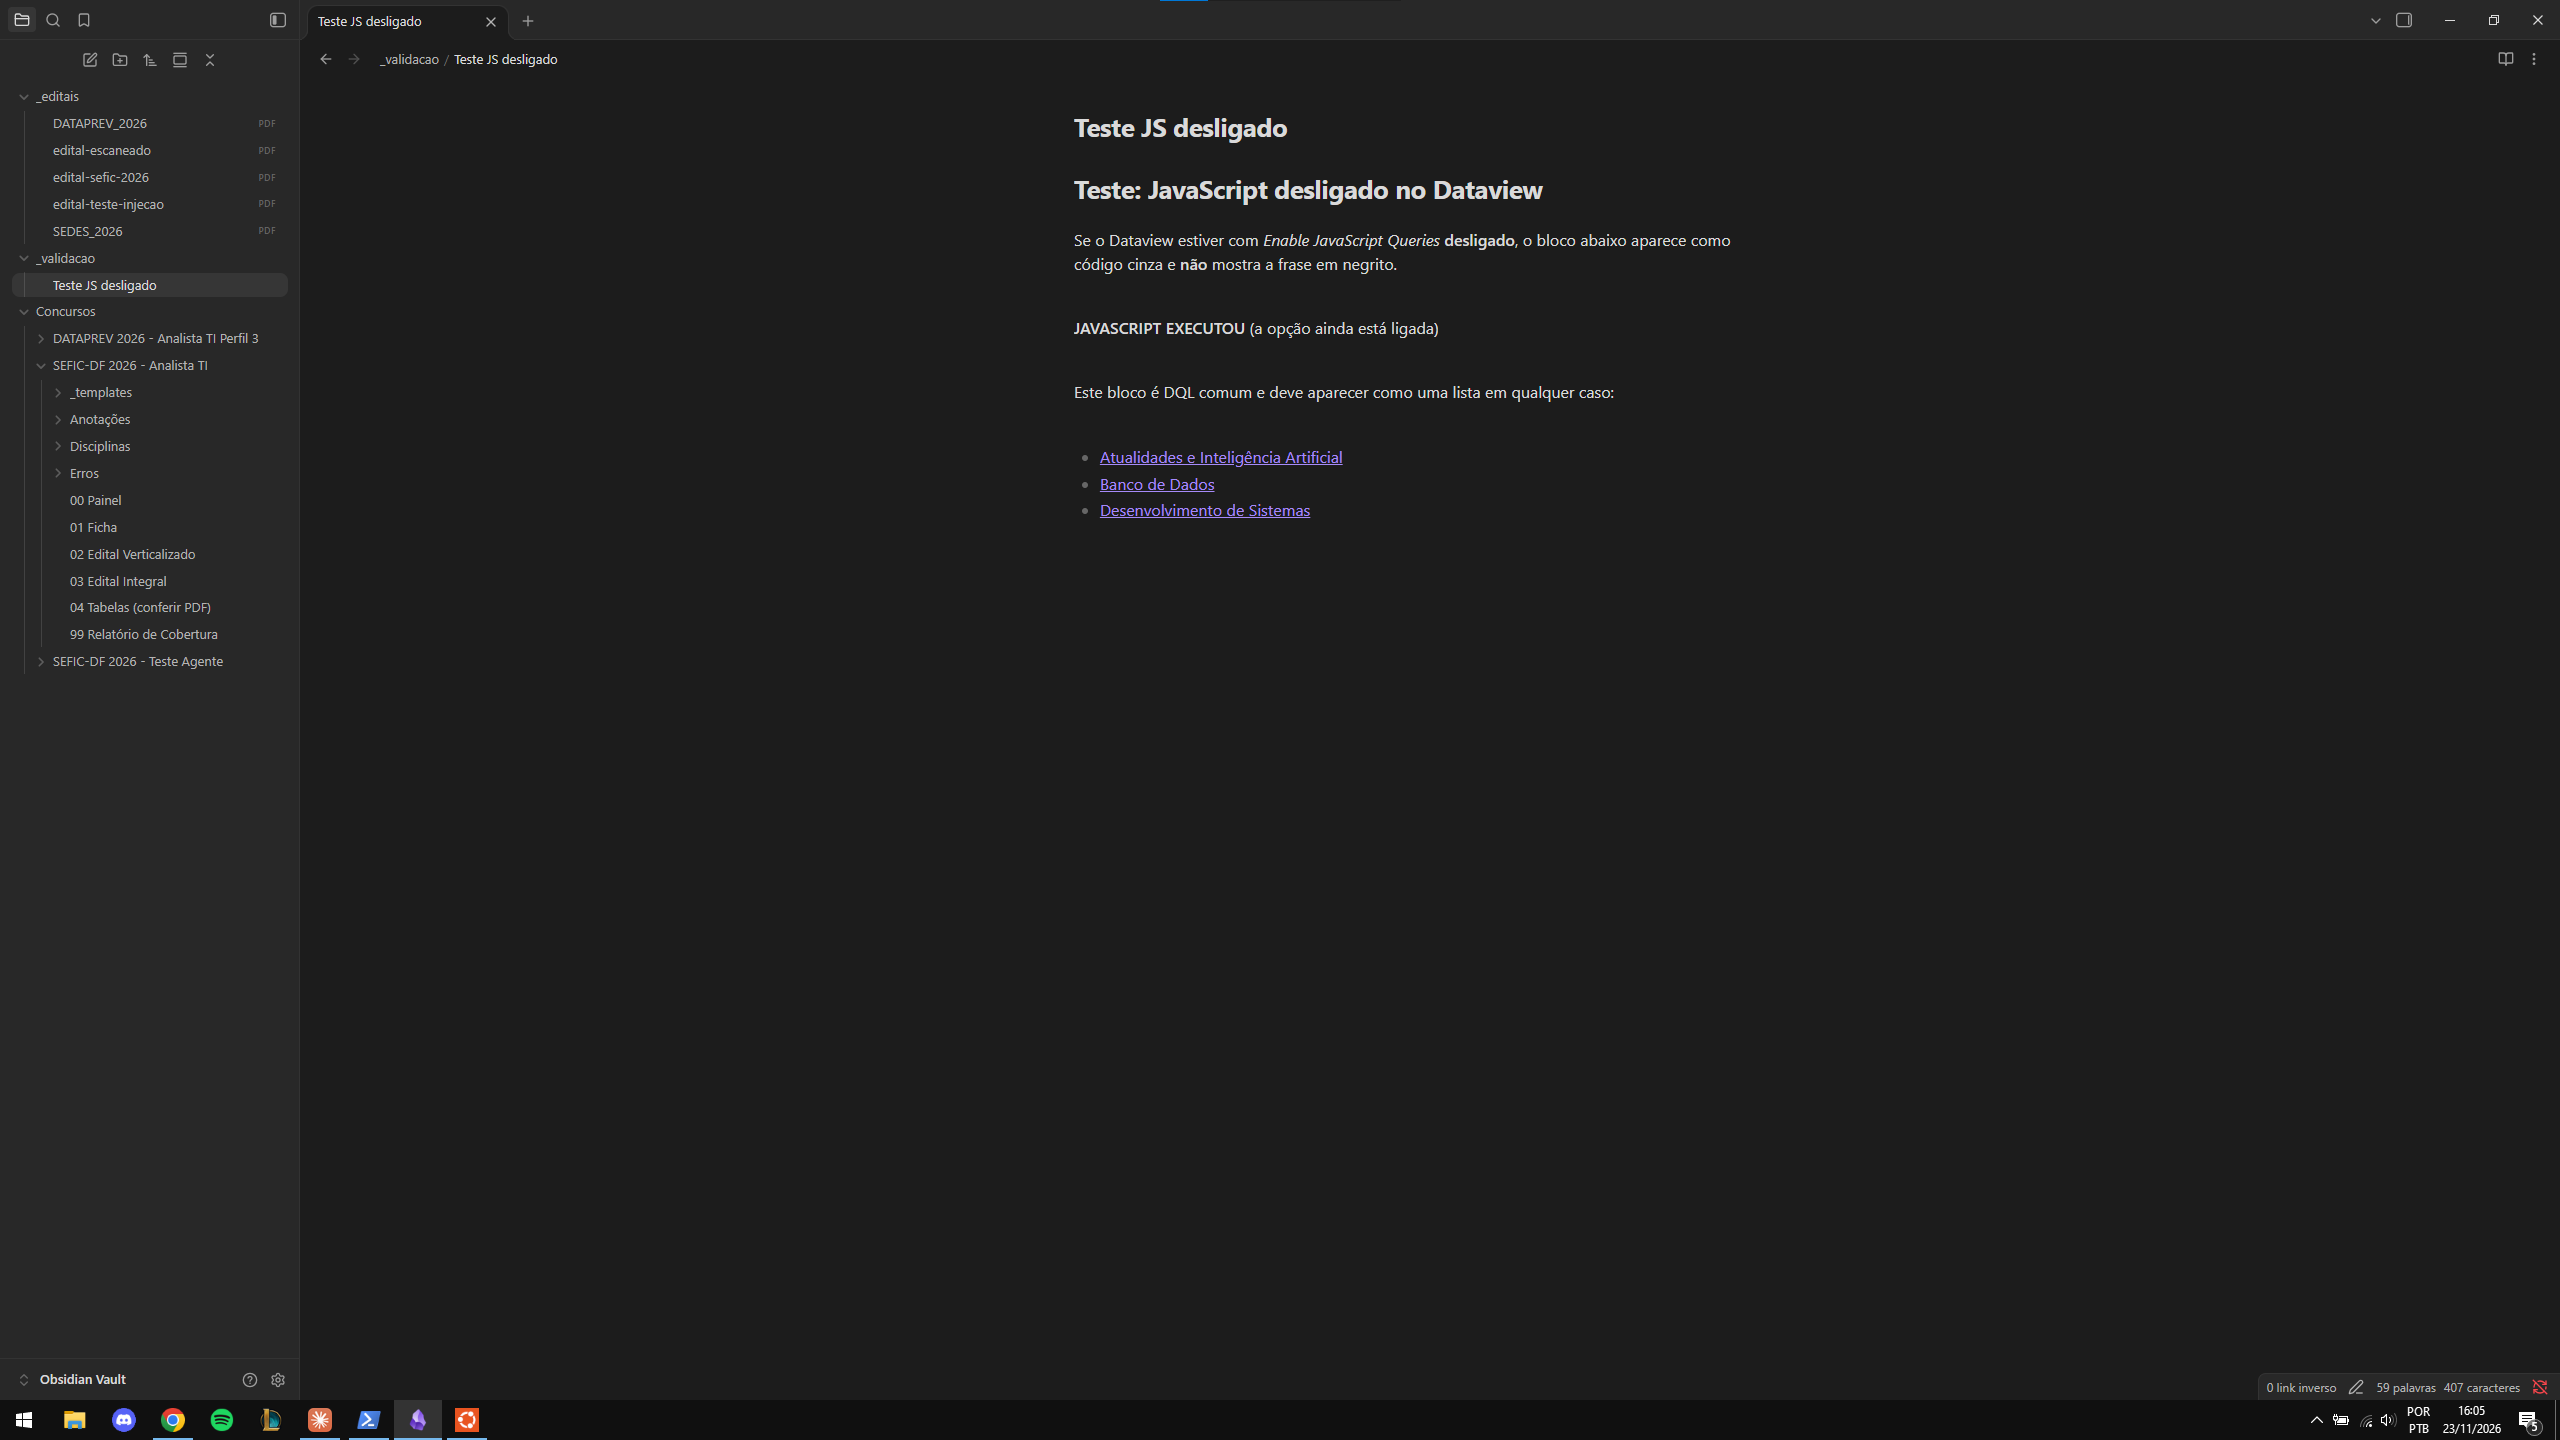 Teste JS desligado
_validacao / Teste JS desligado
_editais
DATAPREV_2026 PDF
edital-escaneado PDF
edital-sefic-2026 PDF
edital-teste-injecao PDF
SEDES_2026 PDF
_validacao
Teste JS desligado
Concursos
DATAPREV 2026 - Analista TI Perfil 3
SEFIC-DF 2026 - Analista TI
_templates
Anotações
Disciplinas
Erros
00 Painel
01 Ficha
02 Edital Verticalizado
03 Edital Integral
04 Tabelas (conferir PDF)
99 Relatório de Cobertura
SEFIC-DF 2026 - Teste Agente
Obsidian Vault
Teste JS desligado
Teste: JavaScript desligado no Dataview
Se o Dataview estiver com Enable JavaScript Queries desligado, o bloco abaixo aparece como
código cinza e não mostra a frase em negrito.
JAVASCRIPT EXECUTOU (a opção ainda está ligada)
Este bloco é DQL comum e deve aparecer como uma lista em qualquer caso:
Atualidades e Inteligência Artificial
Banco de Dados
Desenvolvimento de Sistemas
0 link inverso 59 palavras 407 caracteres
POR
PTB
16:05
23/11/2026
5